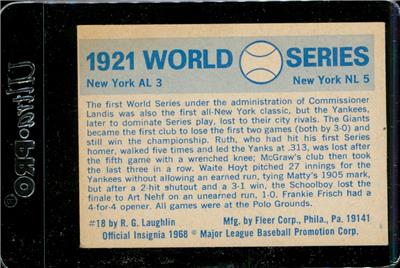 1921 WORLD SERIES
New York AL 3 New York NL 5
The first World Series under the administration of Commissioner
Landis was also the first all-New York classic, but the Yankees,
later to dominate Series play, lost to their city rivals. The Giants
became the first club to lose the first two games (both by 3-0) and
still win the championship. Ruth, who had hit his first Series
homer, walked five times and led the Yanks at .313, was lost after
the fifth game with a wrenched knee; McGraw's club then took
the last three in a row. Waite Hoyt pitched 27 innings for the
Yankees without allowing an earned run, tying Matty's 1905 mark,
but after a 2-hit shutout and a 3-1 win, the Schoolboy lost the
finale to Art Nehf on an unearned run, 1-0. Frankie Frisch had a
4-for-4 opener. All games were at the Polo Grounds.
#18 by R. G. Laughlin Mfg. by Fleer Corp., Phila., Pa. 19141
Official Insignia 1968 ® Major League Baseball Promotion Corp.
ULTRA•PRO®